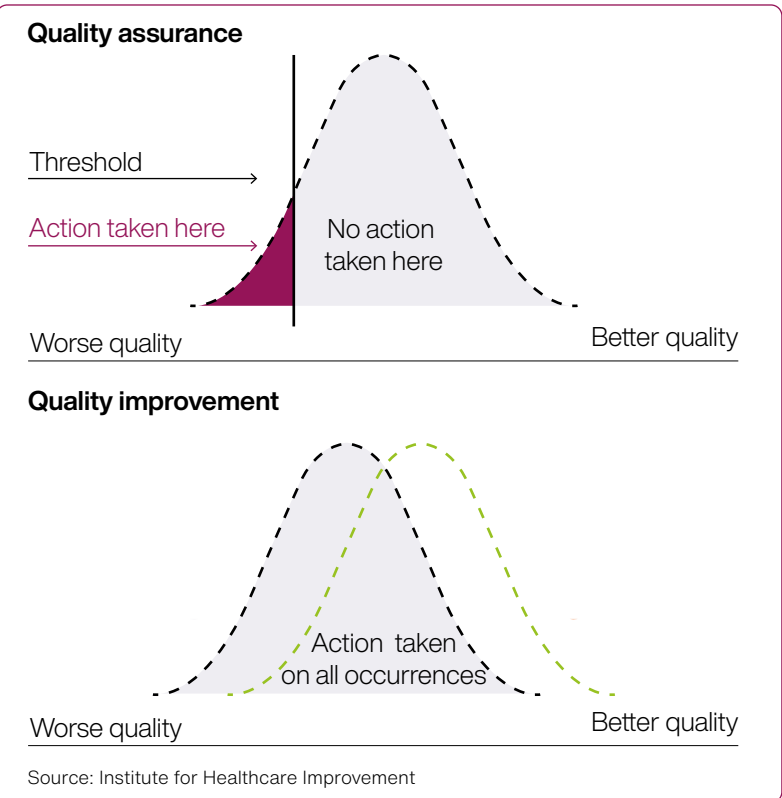 Quality assurance
Threshold
Action taken here
No action
taken here
Worse quality
Better quality
Quality improvement
Action taken
on all occurrences
Worse quality
Better quality
Source: Institute for Healthcare Improvement